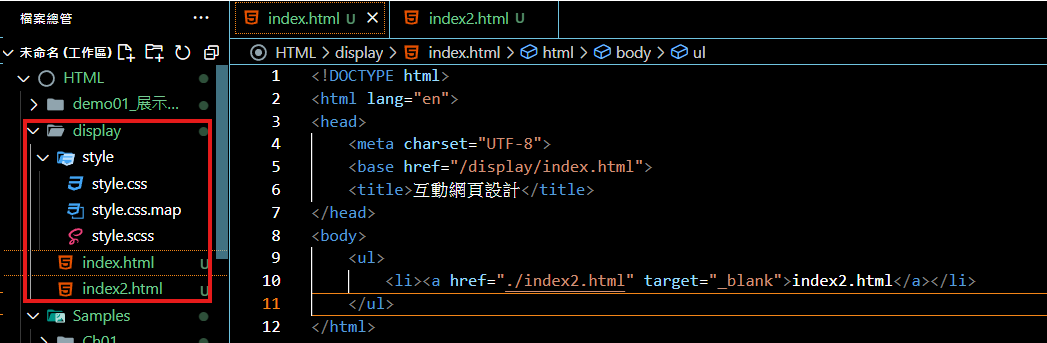 檔案總管 ···
index.html U ×
index2.html U
未命名 (工作區)
HTML > display > index.html > html > body > ul
HTML
demo01_展示...
display
style
style.css
style.css.map
style.scss
index.html U
index2.html U
Samples
Ch01
1 <!DOCTYPE html>
2 <html lang="en">
3 <head>
4 <meta charset="UTF-8">
5 <base href="/display/index.html">
6 <title>互動網頁設計</title>
7 </head>
8 <body>
9 <ul>
10 <li><a href="./index2.html" target="_blank">index2.html</a></li>
11 </ul>
12 </html>